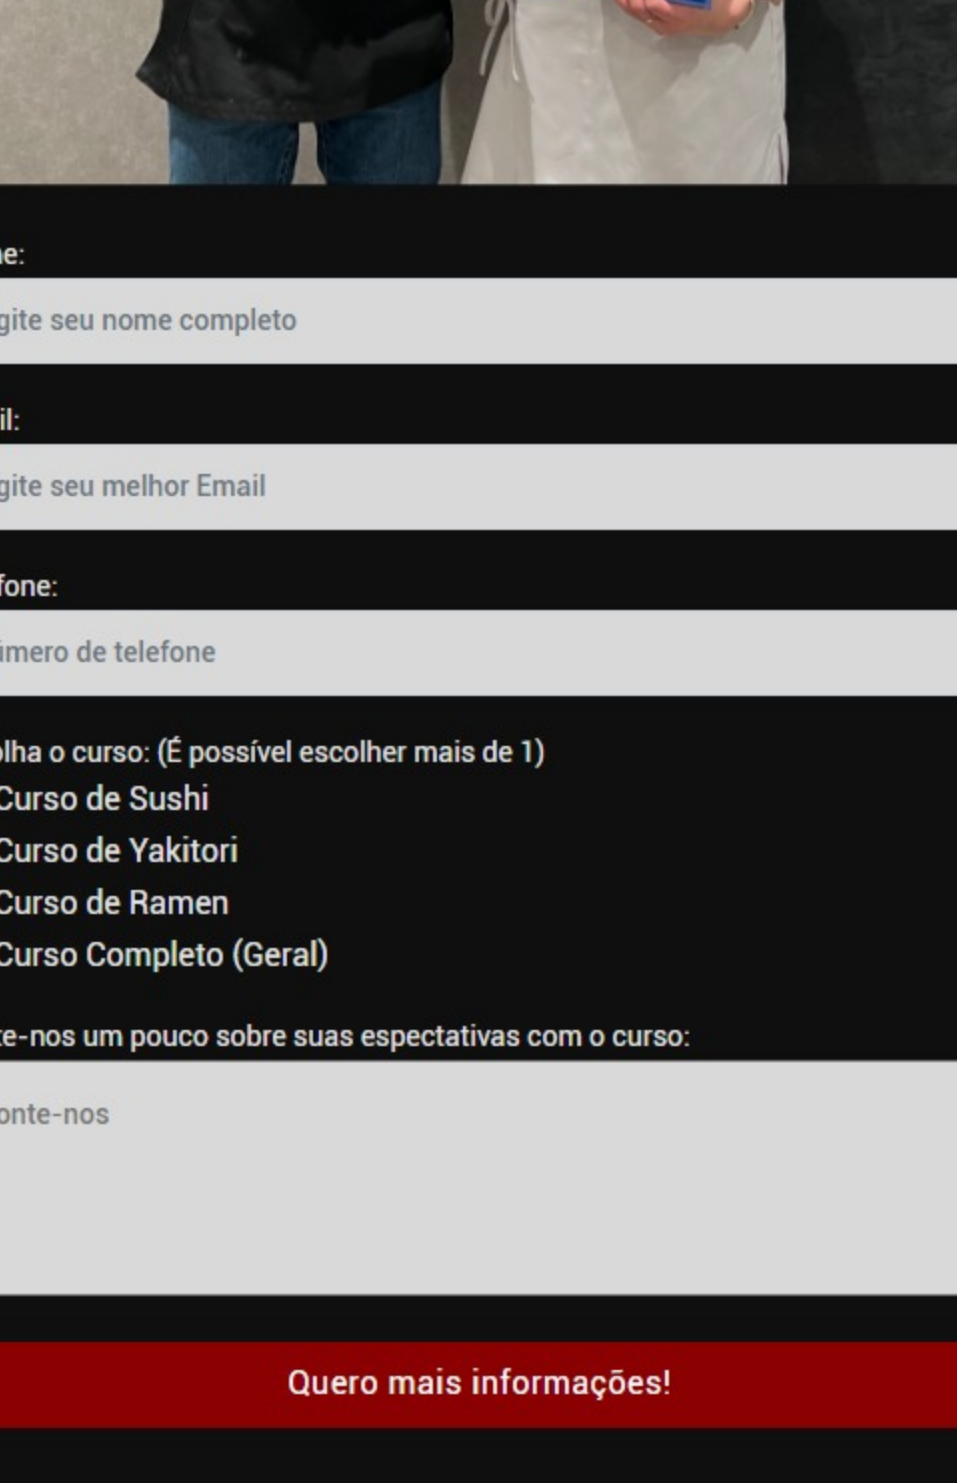 e:
gite seu nome completo
il:
gite seu melhor Email
fone:
úmero de telefone
olha o curso: (É possível escolher mais de 1)
Curso de Sushi
Curso de Yakitori
Curso de Ramen
Curso Completo (Geral)
te-nos um pouco sobre suas espectativas com o curso:
onte-nos
Quero mais informações!